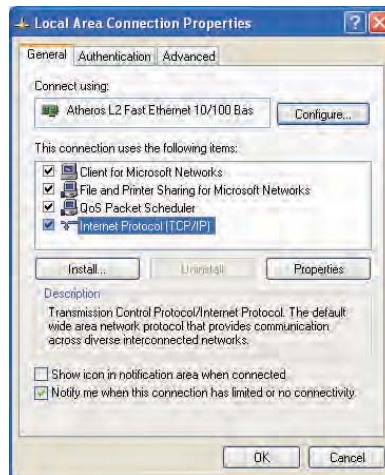 Local Area Connection Properties
General Authentication Advanced
Connect using:
Atheros L2 Fast Ethernet 10/100 Bas Configure...
This connection uses the following items:
Client for Microsoft Networks
File and Printer Sharing for Microsoft Networks
QoS Packet Scheduler
Internet Protocol (TCP/IP)
Install... Uninstall Properties
Description
Transmission Control Protocol/Internet Protocol. The default
wide area network protocol that provides communication
across diverse interconnected networks.
Show icon in notification area when connected
Notify me when this connection has limited or no connectivity
OK Cancel